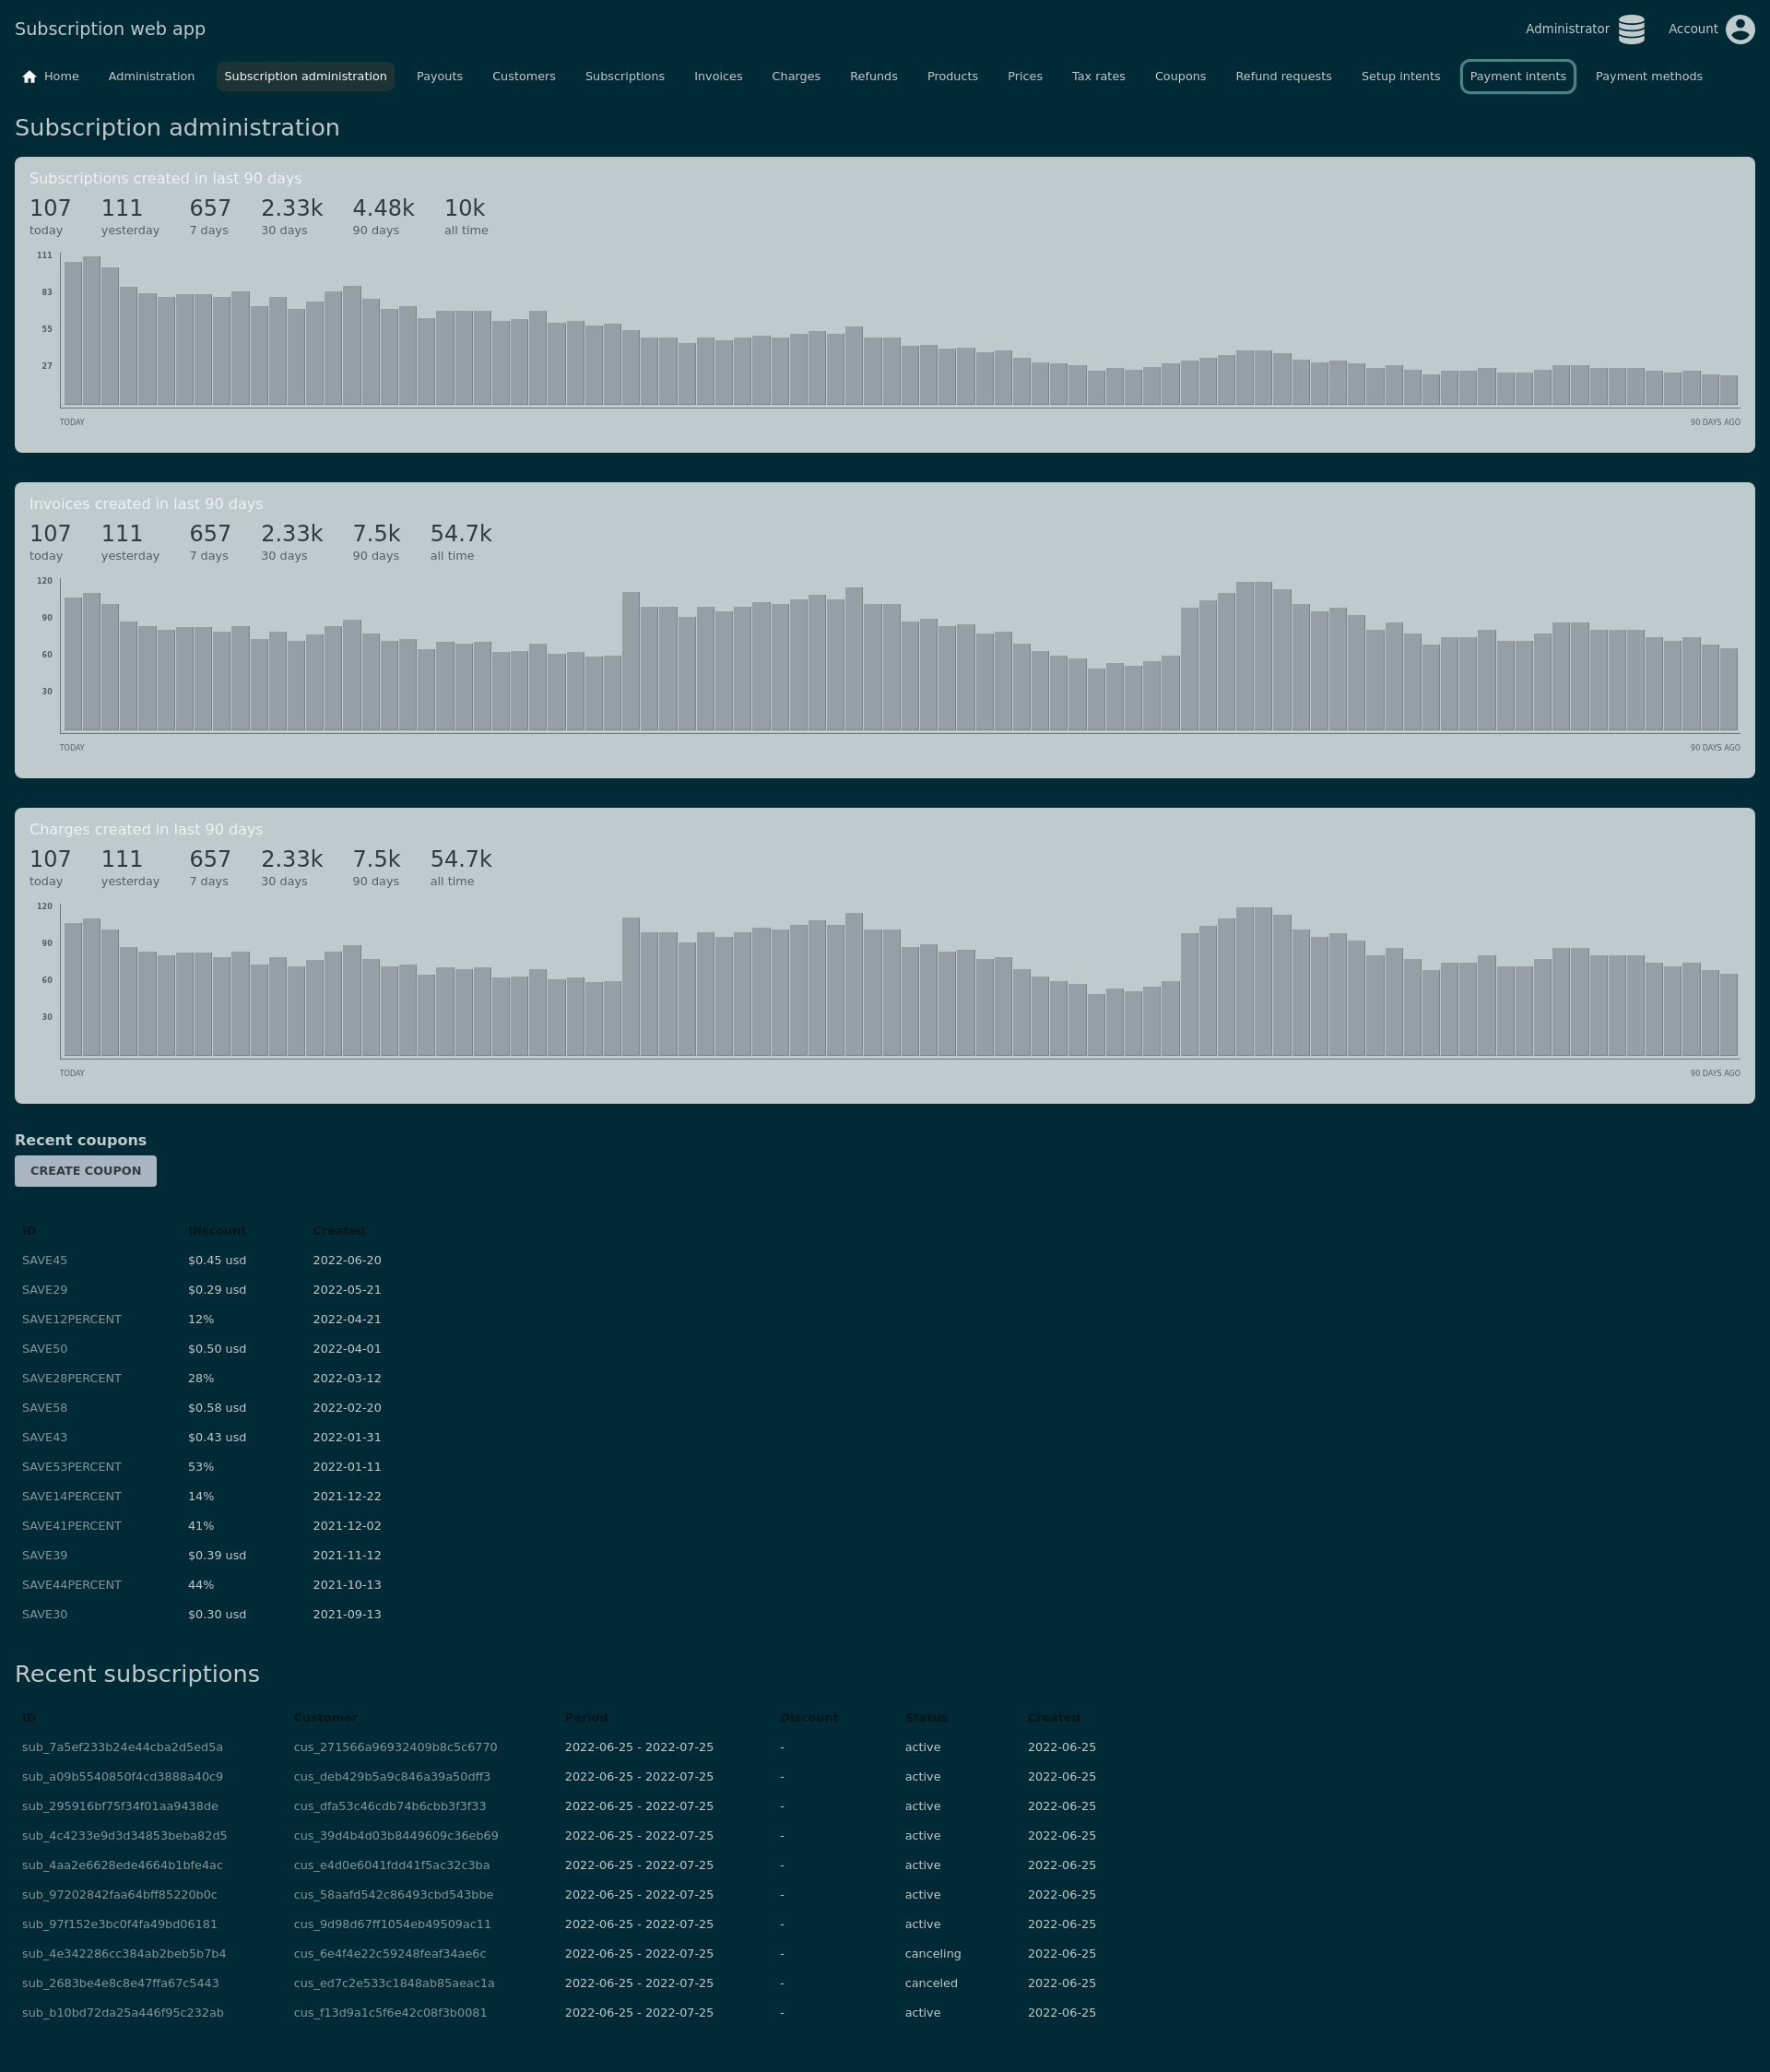 Subscription web app
Administrator Account
Home Administration Subscription administration Payouts Customers Subscriptions Invoices Charges Refunds Products Prices Tax rates Coupons Refund requests Setup intents Payment intents Payment methods
Subscription administration
Subscriptions created in last 90 days
107 111 657 2.33k 4.48k 10k
today yesterday 7 days 30 days 90 days all time
111
83
55
27
TODAY 90 DAYS AGO
Invoices created in last 90 days
107 111 657 2.33k 7.5k 54.7k
today yesterday 7 days 30 days 90 days all time
120
90
60
30
TODAY 90 DAYS AGO
Charges created in last 90 days
107 111 657 2.33k 7.5k 54.7k
today yesterday 7 days 30 days 90 days all time
120
90
60
30
TODAY 90 DAYS AGO
Recent coupons
CREATE COUPON
ID Discount Created
SAVE45 $0.45 usd 2022-06-20
SAVE29 $0.29 usd 2022-05-21
SAVE12PERCENT 12% 2022-04-21
SAVE50 $0.50 usd 2022-04-01
SAVE28PERCENT 28% 2022-03-12
SAVE58 $0.58 usd 2022-02-20
SAVE43 $0.43 usd 2022-01-31
SAVE53PERCENT 53% 2022-01-11
SAVE14PERCENT 14% 2021-12-22
SAVE41PERCENT 41% 2021-12-02
SAVE39 $0.39 usd 2021-11-12
SAVE44PERCENT 44% 2021-10-13
SAVE30 $0.30 usd 2021-09-13
Recent subscriptions
ID Customer Period Discount Status Created
sub_7a5ef233b24e44cba2d5ed5a cus_271566a96932409b8c5c6770 2022-06-25 - 2022-07-25 - active 2022-06-25
sub_a09b5540850f4cd3888a40c9 cus_deb429b5a9c846a39a50dff3 2022-06-25 - 2022-07-25 - active 2022-06-25
sub_295916bf75f34f01aa9438de cus_dfa53c46cdb74b6cbb3f3f33 2022-06-25 - 2022-07-25 - active 2022-06-25
sub_4c4233e9d3d34853beba82d5 cus_39d4b4d03b8449609c36eb69 2022-06-25 - 2022-07-25 - active 2022-06-25
sub_4aa2e6628ede4664b1bfe4ac cus_e4d0e6041fdd41f5ac32c3ba 2022-06-25 - 2022-07-25 - active 2022-06-25
sub_97202842faa64bff85220b0c cus_58aafd542c86493cbd543bbe 2022-06-25 - 2022-07-25 - active 2022-06-25
sub_97f152e3bc0f4fa49bd06181 cus_9d98d67ff1054eb49509ac11 2022-06-25 - 2022-07-25 - active 2022-06-25
sub_4e342286cc384ab2beb5b7b4 cus_6e4f4e22c59248feaf34ae6c 2022-06-25 - 2022-07-25 - canceling 2022-06-25
sub_2683be4e8c8e47ffa67c5443 cus_ed7c2e533c1848ab85aeac1a 2022-06-25 - 2022-07-25 - canceled 2022-06-25
sub_b10bd72da25a446f95c232ab cus_f13d9a1c5f6e42c08f3b0081 2022-06-25 - 2022-07-25 - active 2022-06-25